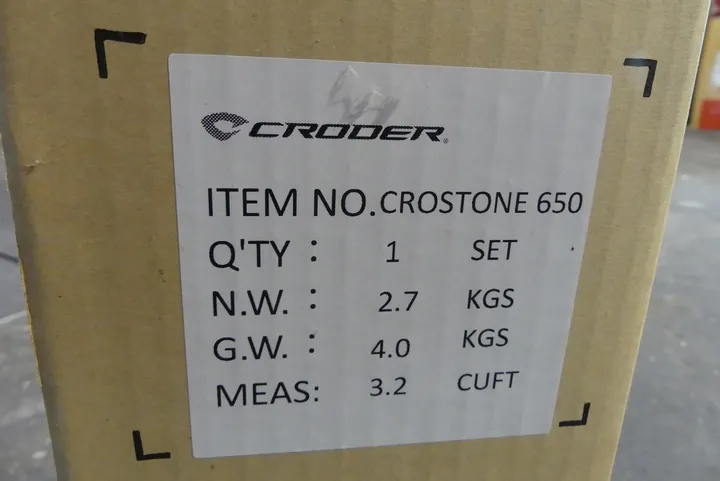 CRODER®
ITEM NO. CROSTONE 650
Q'TY : 1 SET
N.W. : 2.7 KGS
G.W. : 4.0 KGS
MEAS: 3.2 CUFT